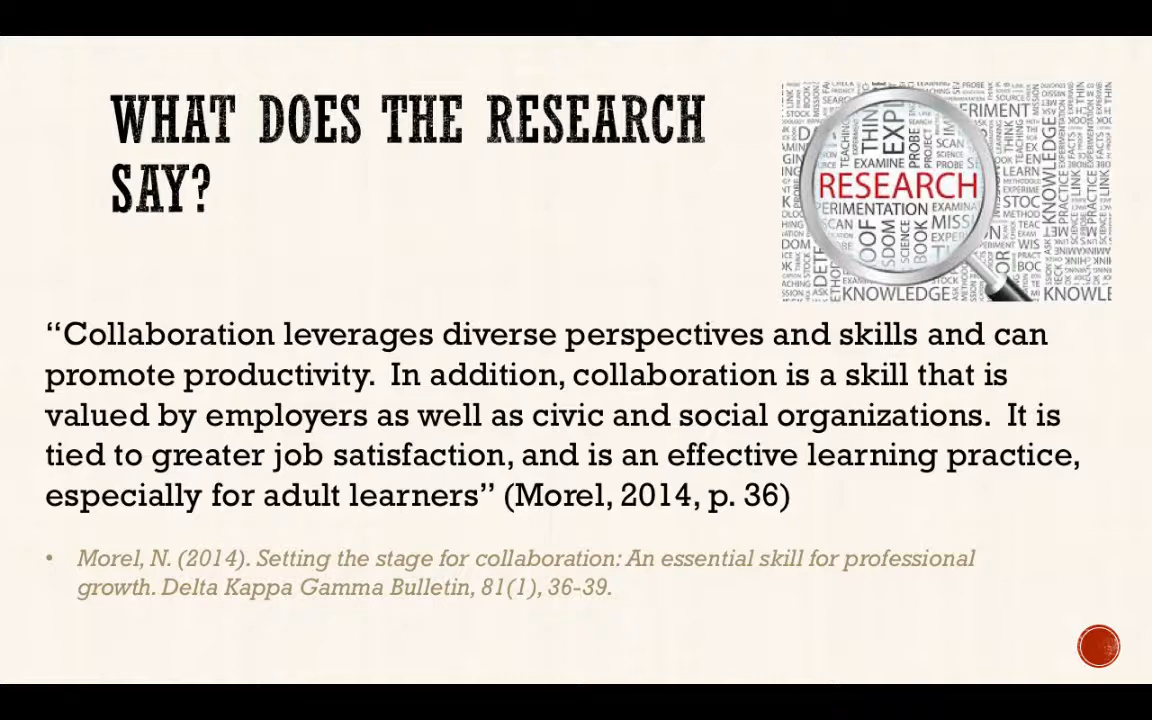 WHAT DOES THE RESEARCH
SAY?
RESEARCH
EXAMINE
PERIMENTATION
KNOWLEDGE
“Collaboration leverages diverse perspectives and skills and can
promote productivity.  In addition, collaboration is a skill that is
valued by employers as well as civic and social organizations.  It is
tied to greater job satisfaction, and is an effective learning practice,
especially for adult learners” (Morel, 2014, p. 36)
• Morel, N. (2014). Setting the stage for collaboration: An essential skill for professional
growth. Delta Kappa Gamma Bulletin, 81(1), 36-39.